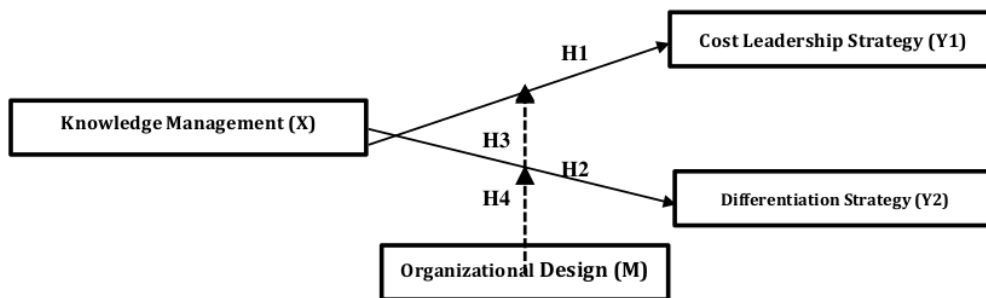 Cost Leadership Strategy (Y1)
H1
Knowledge Management (X)
H3
H2
H4
Differentiation Strategy (Y2)
Organizational Design (M)